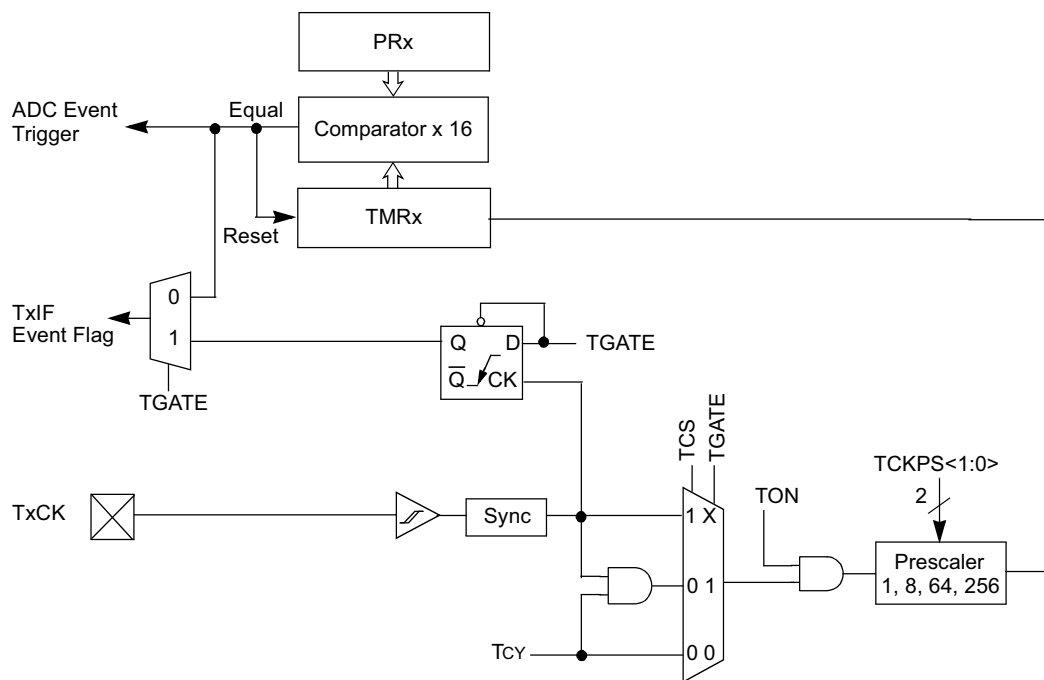 PRx
ADC Event
Trigger
Equal
Comparator x 16
TMRx
Reset
0
TxIF
Event Flag
1
Q D
TGATE
Q CK
TGATE
TCS
TGATE
TCKPS<1:0>
2
TON
TxCK
Sync
1 X
Prescaler
1, 8, 64, 256
0 1
TCY
0 0